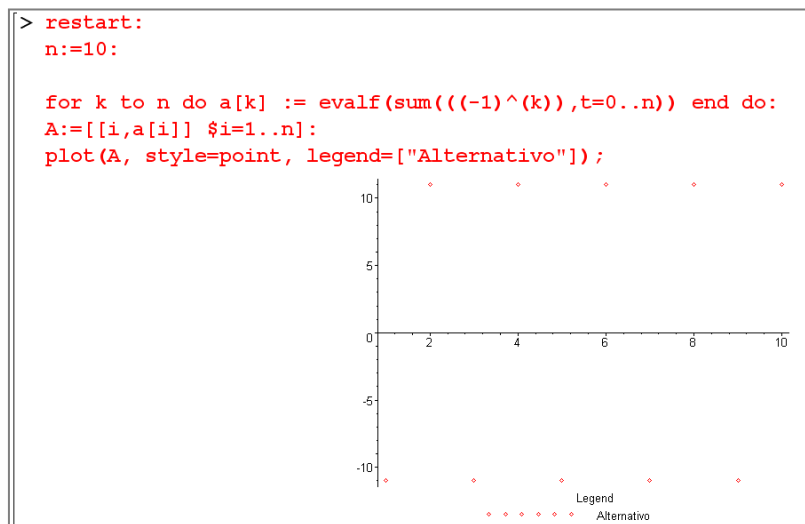 > restart:
n:=10:
for k to n do a[k] := evalf(sum(((-1)^(k)),t=0..n)) end do:
A:=[[i,a[i]] $i=1..n]:
plot(A, style=point, legend=["Alternativo"]);
10
5
0
2 4 6 8 10
-5
-10
Legend
Alternativo